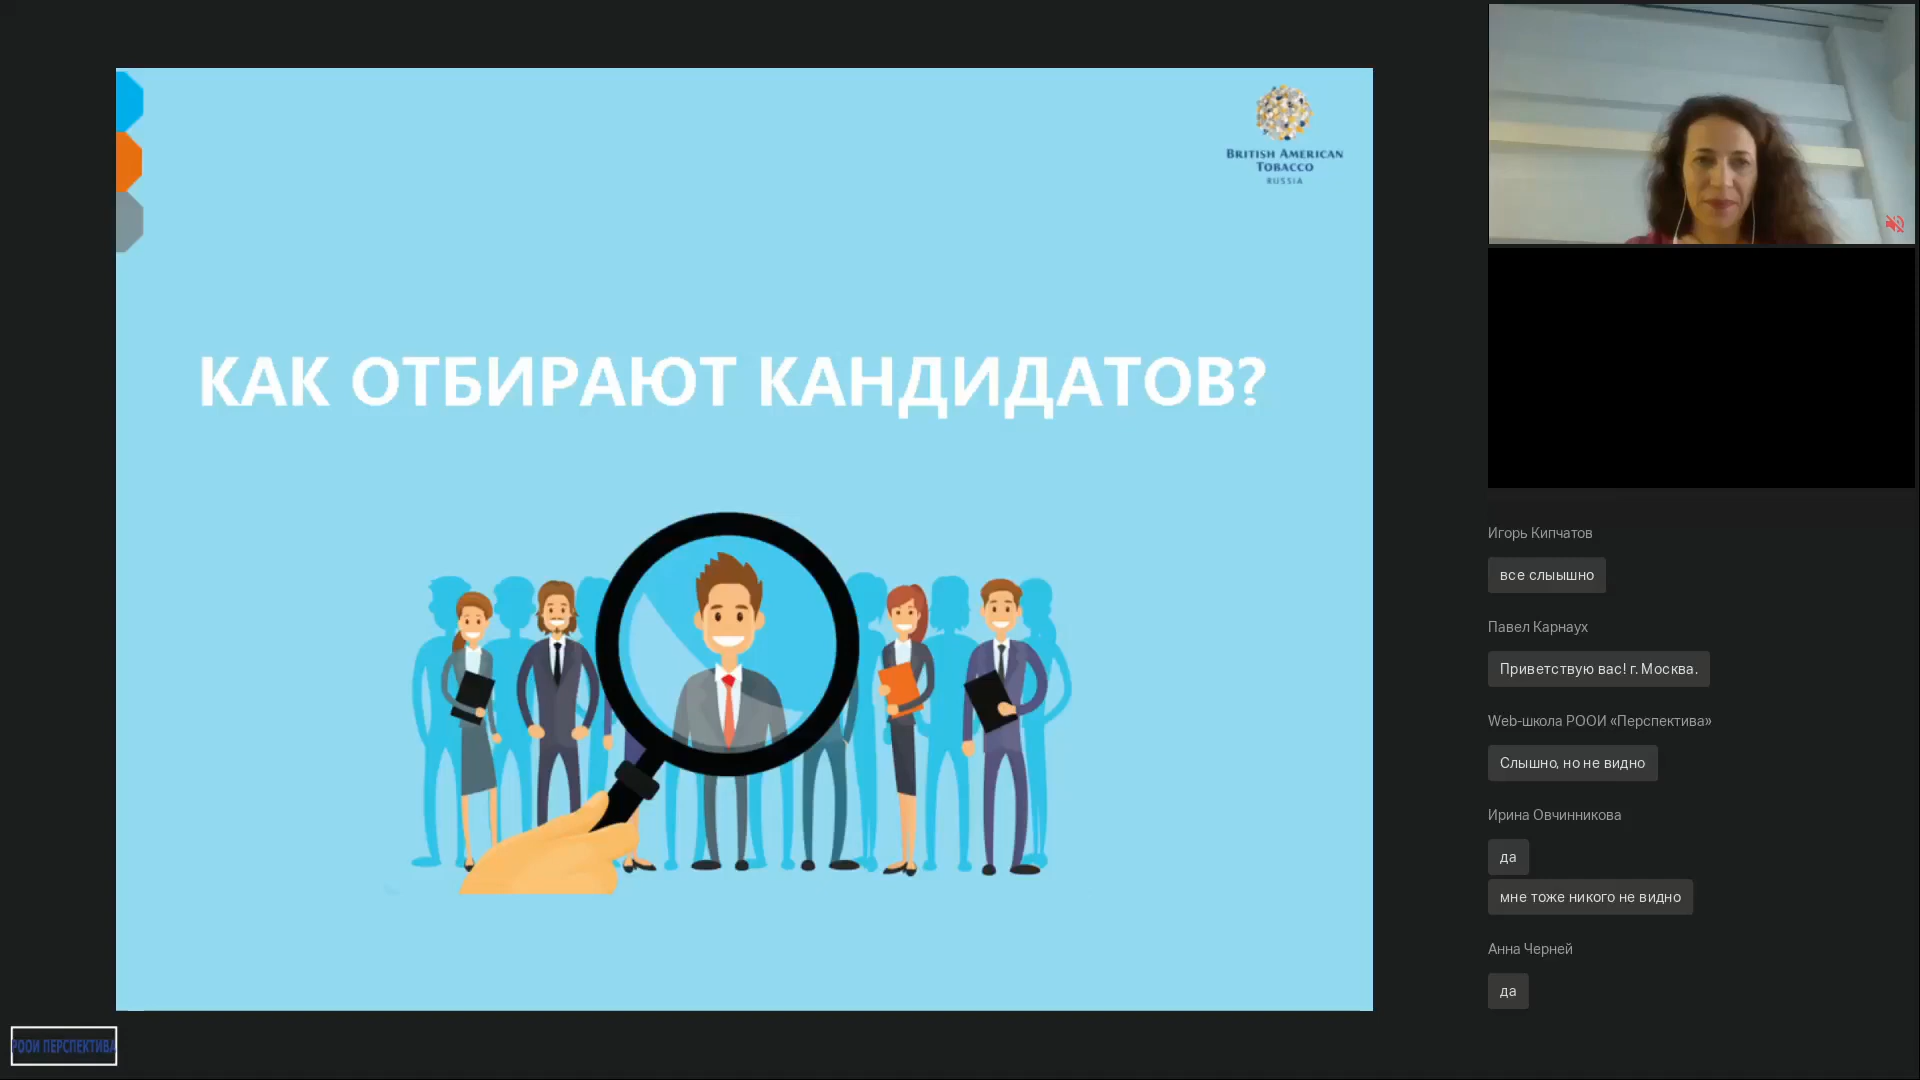 BRITISH AMERICAN
TOBACCO
RUSSIA
КАК ОТБИРАЮТ КАНДИДАТОВ?
Игорь Кипчатов
все слыышно
Павел Карнаух
Приветствую вас! г. Москва.
Web-школа РООИ «Перспектива»
Слышно, но не видно
Ирина Овчинникова
да
мне тоже никого не видно
Анна Черней
да
РООИ ПЕРСПЕКТИВА